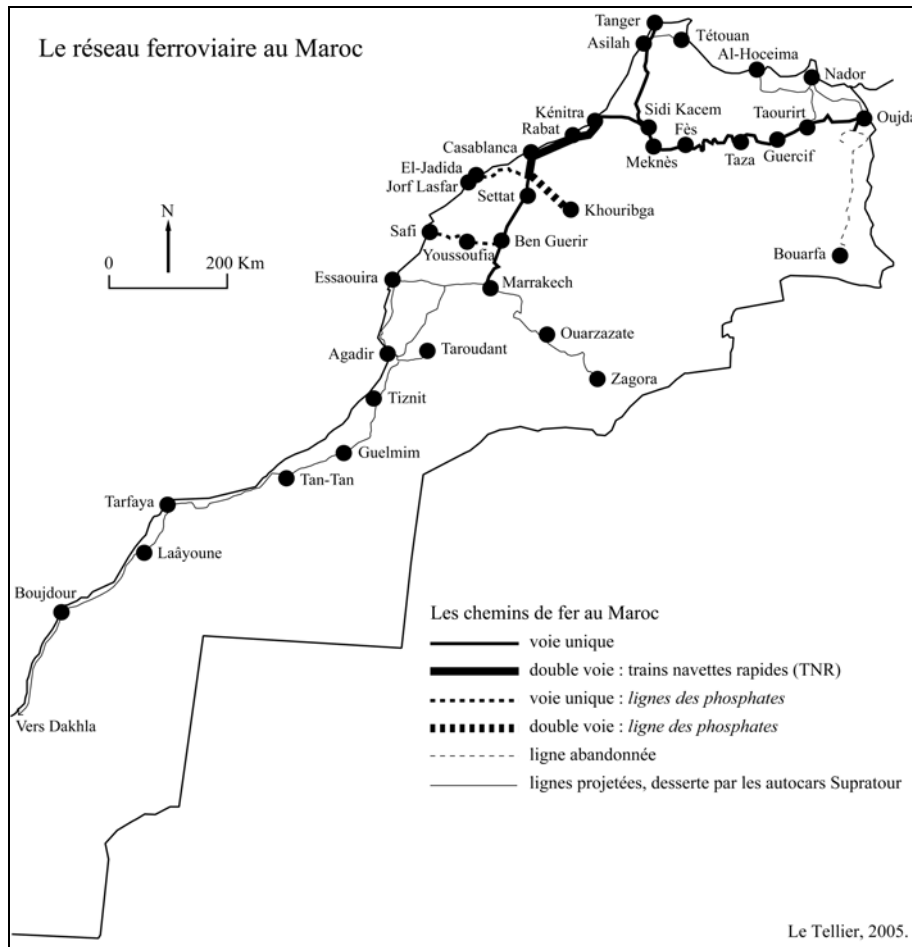 Le réseau ferroviaire au Maroc
Tanger
Asilah
Tétouan
Al-Hoceima
Nador
Kénitra
Rabat
Sidi Kacem
Fès
Taourirt
Oujda
Casablanca
Meknès
Taza
Guercif
El-Jadida
Jorf Lasfar
Settat
Khouribga
N
Safi
Youssoufia
Ben Guerir
Bouarfa
0
200 Km
Essaouira
Marrakech
Ouarzazate
Agadir
Taroudant
Zagora
Tiznit
Guelmim
Tan-Tan
Tarfaya
Laâyoune
Boujdour
Vers Dakhla
Les chemins de fer au Maroc
voie unique
double voie : trains navettes rapides (TNR)
voie unique : lignes des phosphates
double voie : ligne des phosphates
ligne abandonnée
lignes projetées, desserte par les autocars Supratour
Le Tellier, 2005.